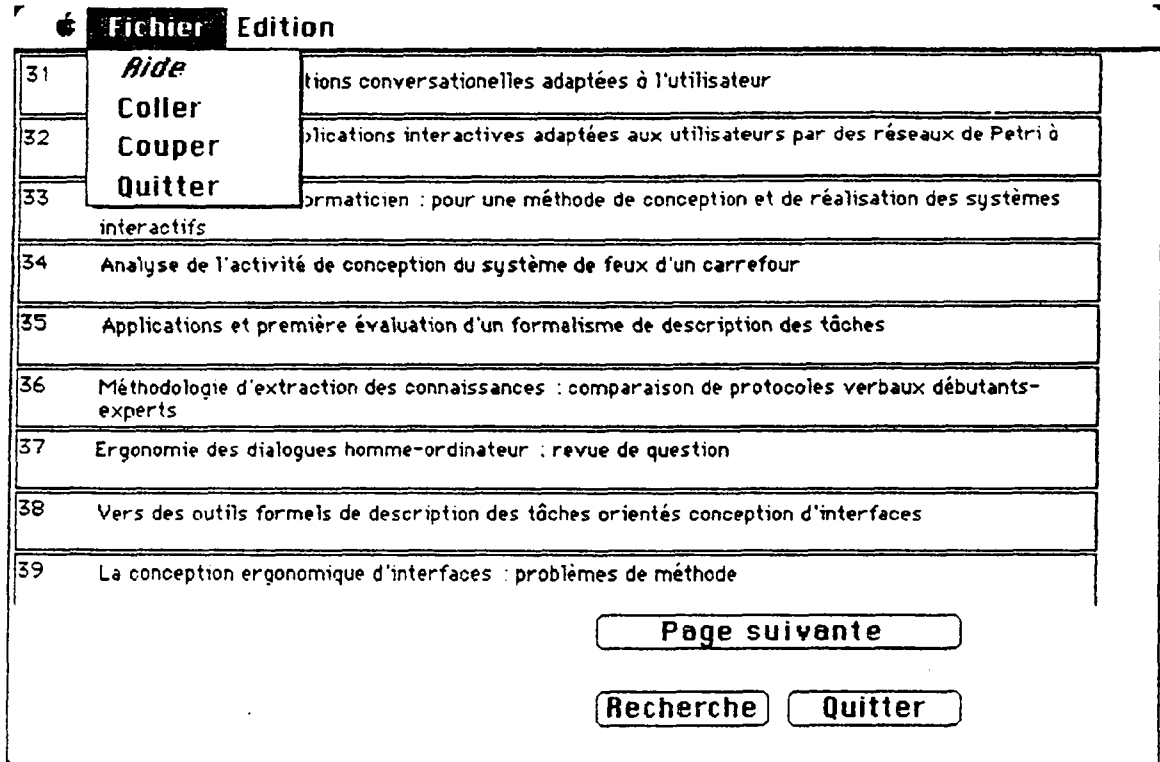 Fichier Edition
Aide
Coller
Couper
Quitter
31 tions conversationelles adaptées à l'utilisateur
32 plications interactives adaptées aux utilisateurs par des réseaux de Petri à
33 ormaticien : pour une méthode de conception et de réalisation des systèmes
interactifs
34 Analyse de l'activité de conception du système de feux d'un carrefour
35 Applications et première évaluation d'un formalisme de description des tâches
36 Méthodologie d'extraction des connaissances : comparaison de protocoles verbaux débutants-
experts
37 Ergonomie des dialogues homme-ordinateur : revue de question
38 Vers des outils formels de description des tâches orientés conception d'interfaces
39 La conception ergonomique d'interfaces : problèmes de méthode
Page suivante
Recherche Quitter